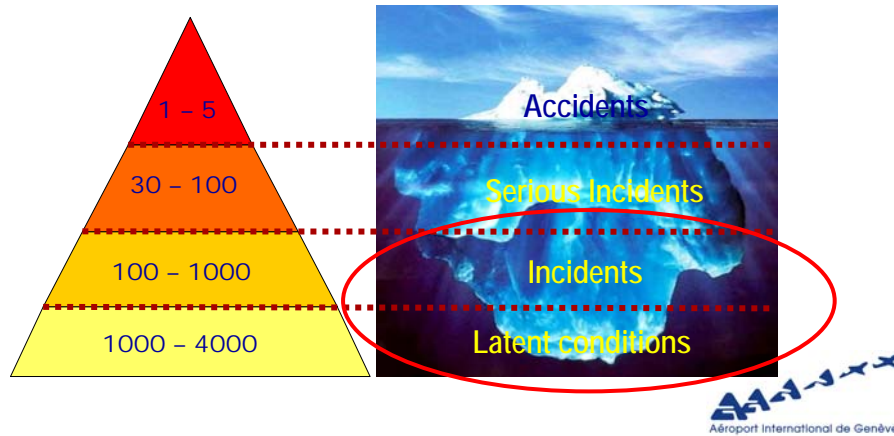 1 – 5
Accidents
30 – 100
Serious Incidents
100 – 1000
Incidents
1000 – 4000
Latent conditions
Aéroport International de Genève